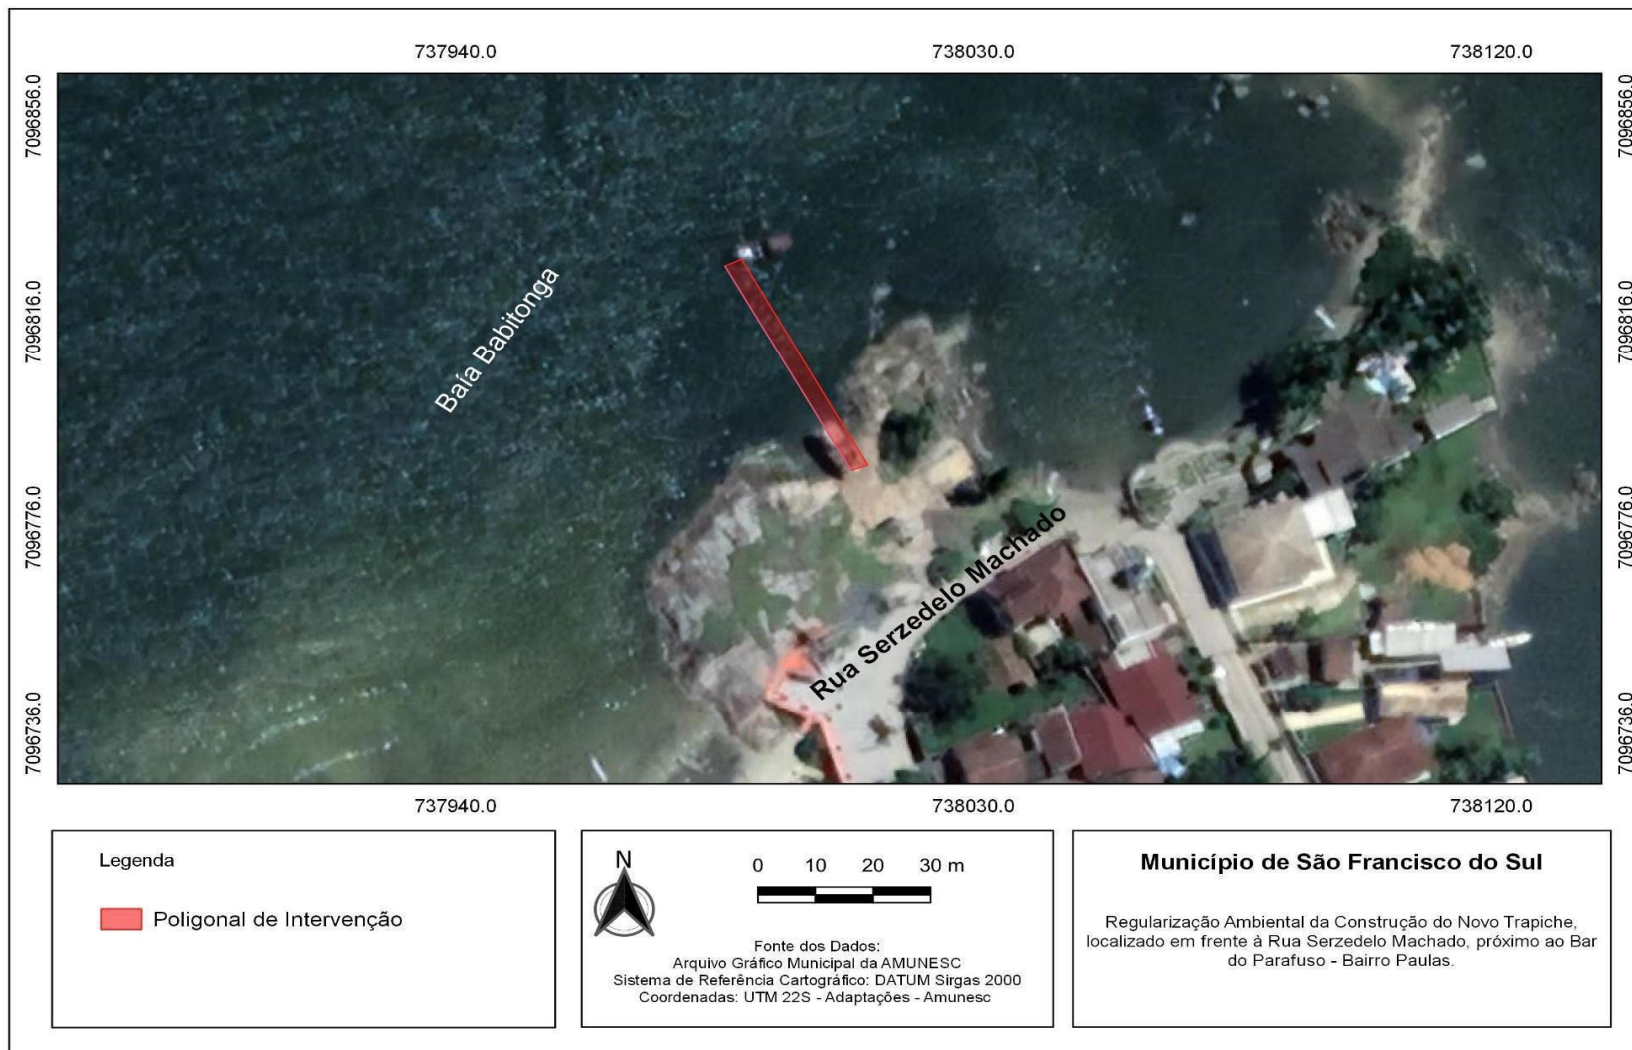 737940.0
738030.0
738120.0
7096856.0
7096856.0
7096816.0
7096816.0
7096776.0
7096776.0
7096736.0
7096736.0
Baía Babitonga
Rua Serzedelo Machado
737940.0
738030.0
738120.0
Legenda
Poligonal de Intervenção
N
0 10 20 30 m
Fonte dos Dados:
Arquivo Gráfico Municipal da AMUNESC
Sistema de Referência Cartográfico: DATUM Sirgas 2000
Coordenadas: UTM 22S - Adaptações - Amunesc
Município de São Francisco do Sul
Regularização Ambiental da Construção do Novo Trapiche,
localizado em frente à Rua Serzedelo Machado, próximo ao Bar
do Parafuso - Bairro Paulas.